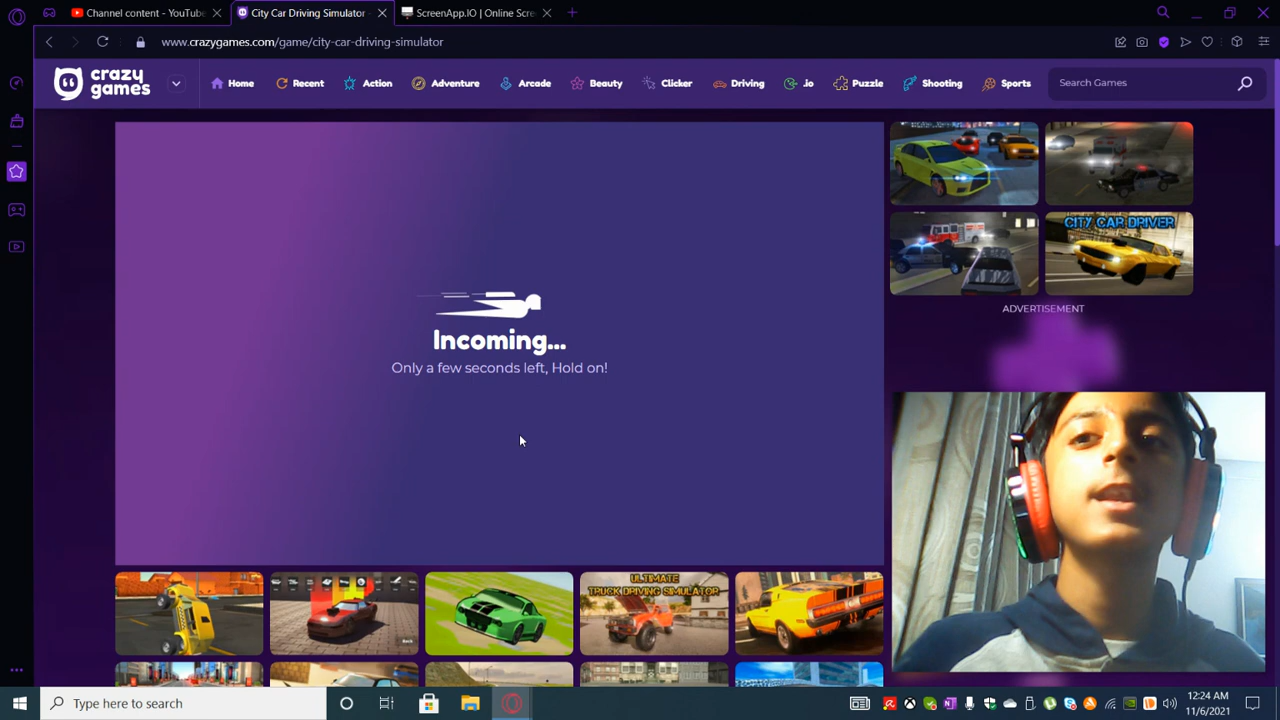 Channel content - YouTube
City Car Driving Simulator -
ScreenApp.IO | Online Scre
www.crazygames.com/game/city-car-driving-simulator
crazy games
Home
Recent
Action
Adventure
Arcade
Beauty
Clicker
Driving
.io
Puzzle
Shooting
Sports
Search Games
CITY CAR DRIVER
ADVERTISEMENT
Incoming...
Only a few seconds left, Hold on!
Back
ULTIMATE
TRUCK DRIVING SIMULATOR
Type here to search
12:24 AM
11/6/2021